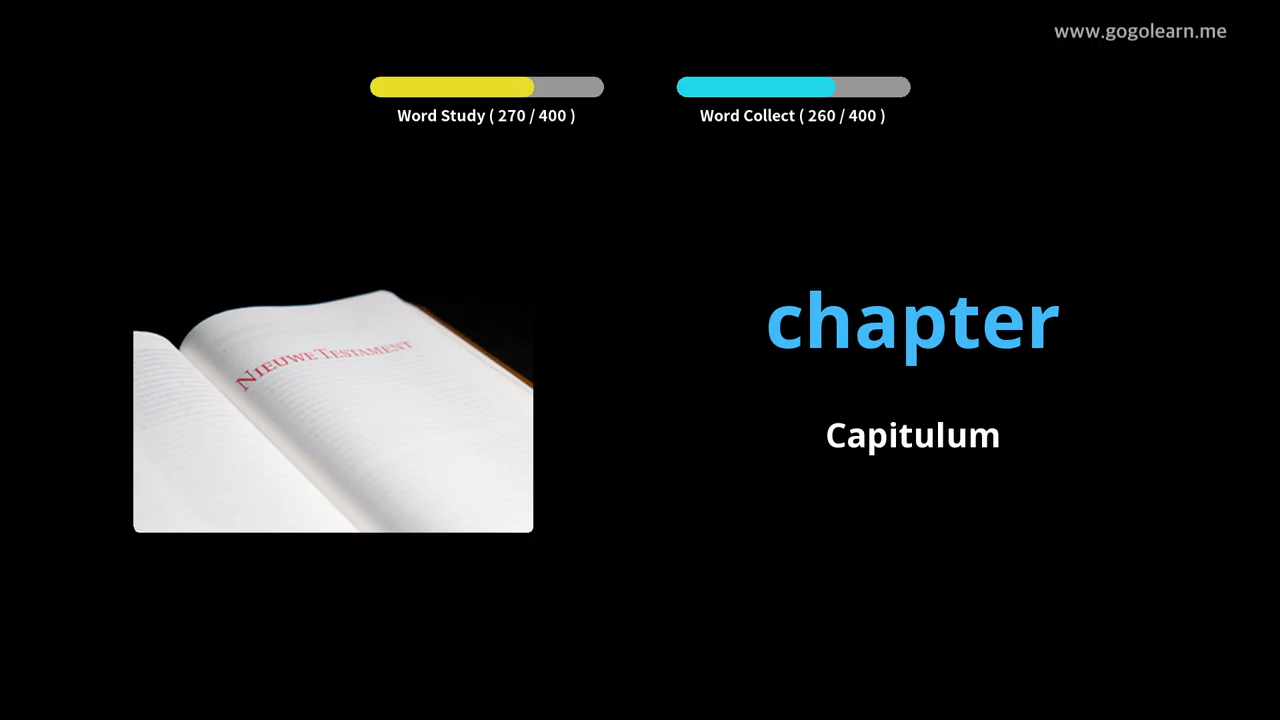 www.gogolearn.me
Word Study ( 270 / 400 )
Word Collect ( 260 / 400 )
NIEUWE TESTAMENT
chapter
Capitulum